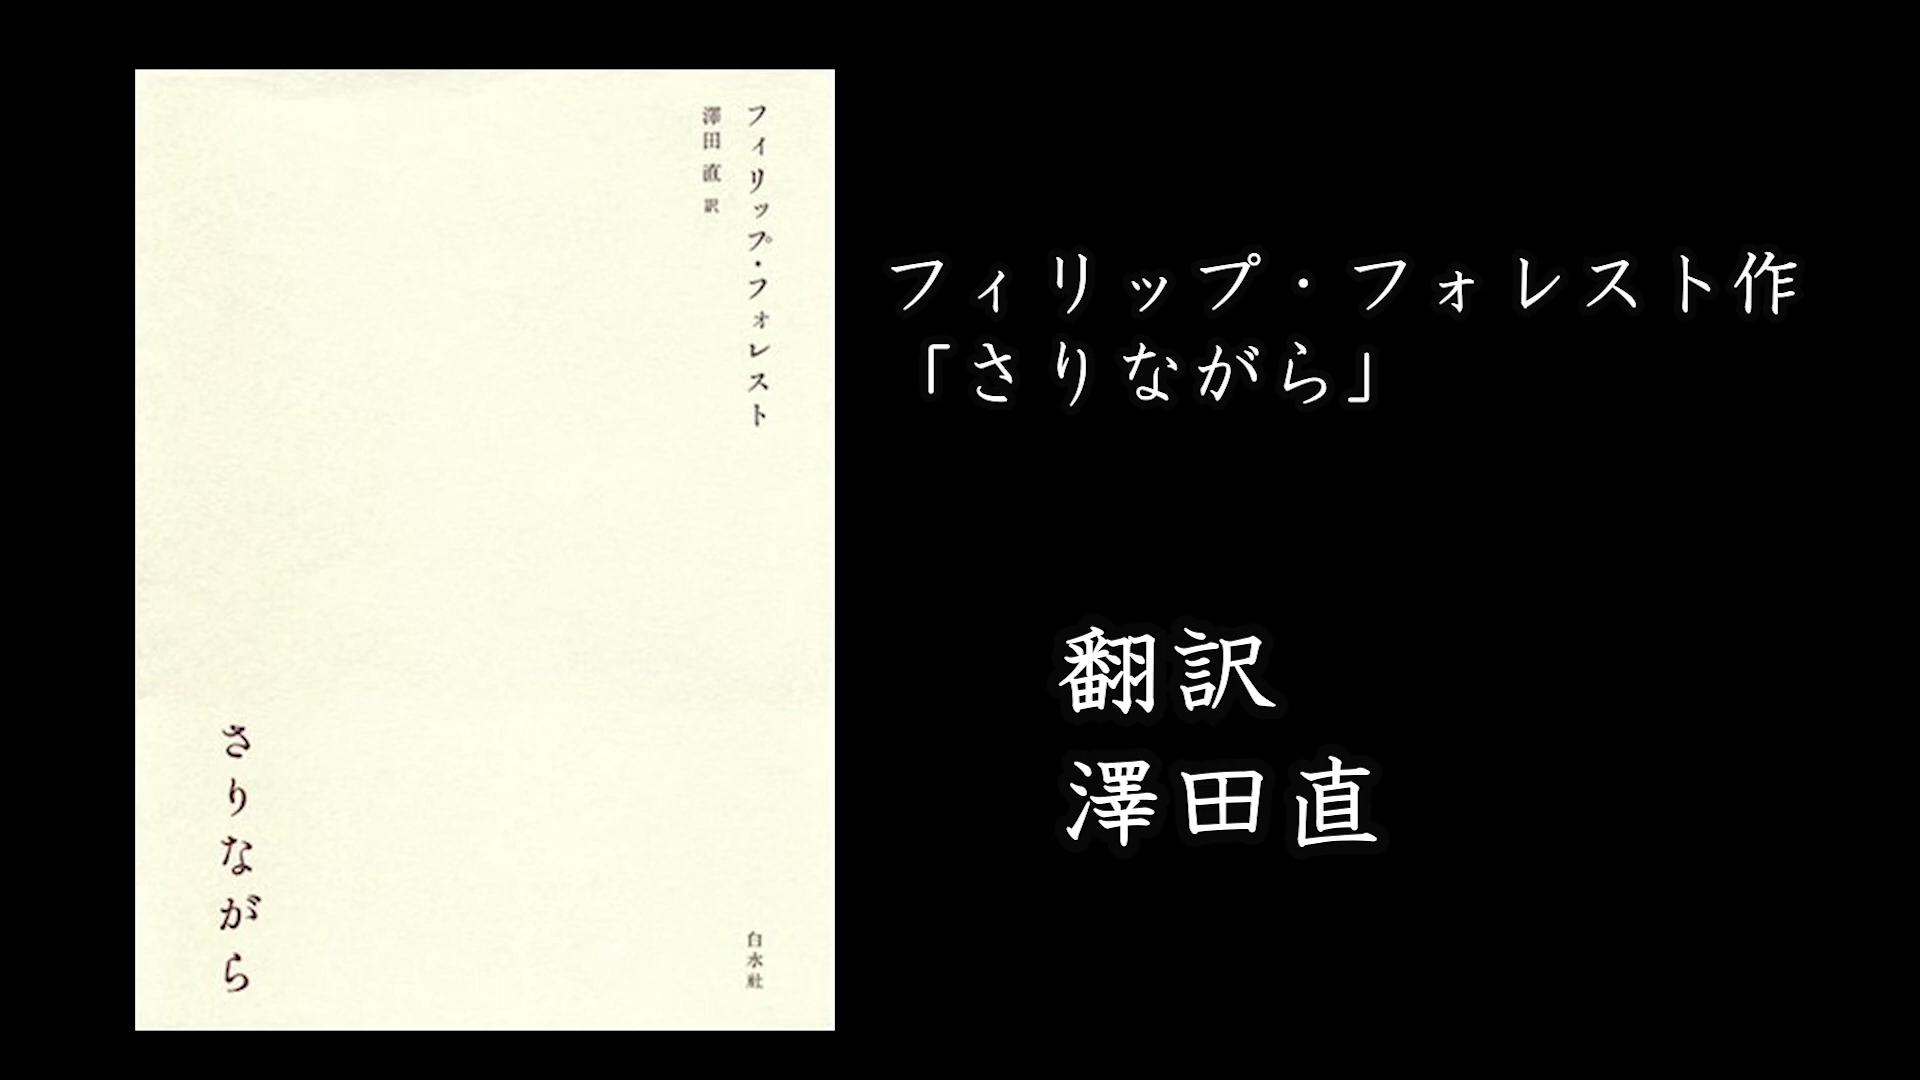 フィリップ・フォレスト
澤田 直 訳
さりながら
白水社
フィリップ・フォレスト作
「さりながら」
翻訳
澤田直